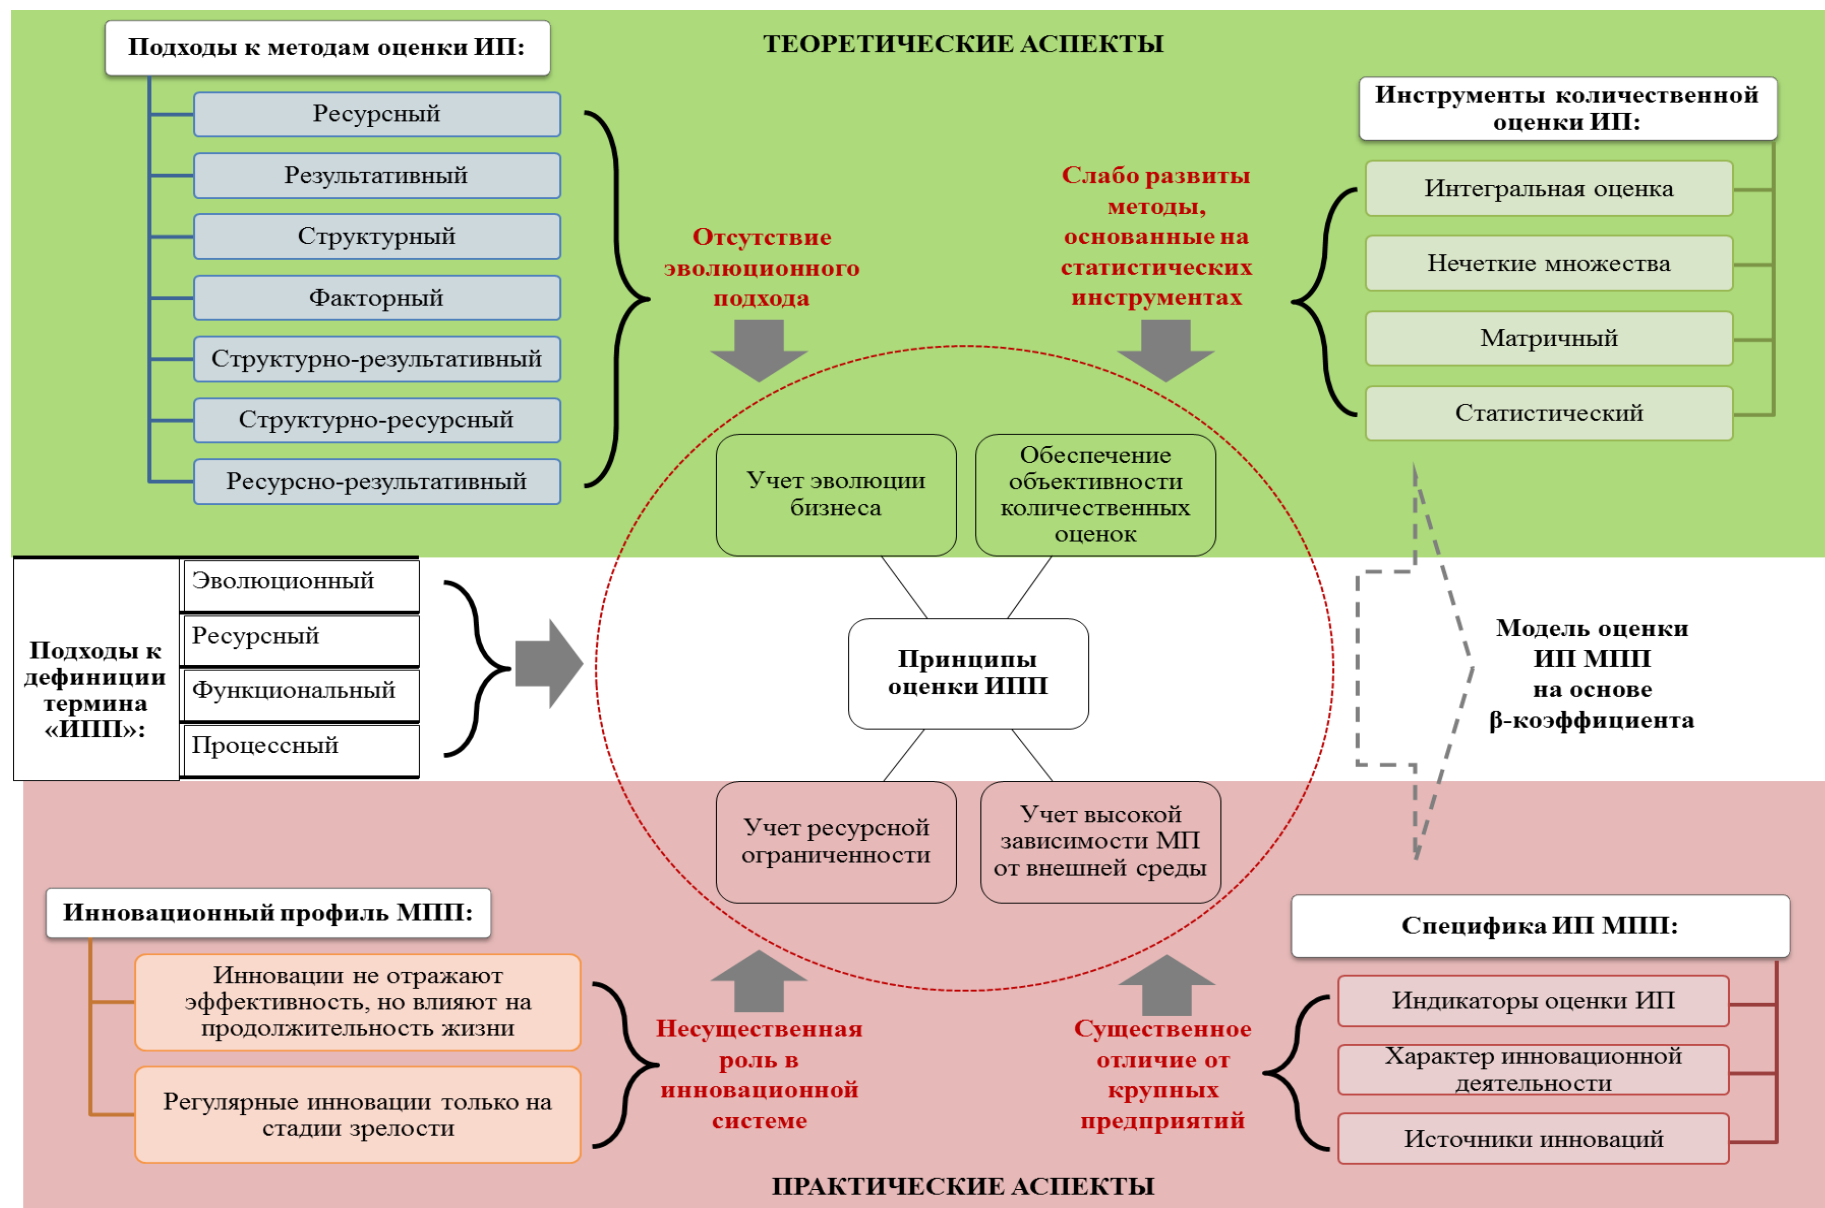 ТЕОРЕТИЧЕСКИЕ АСПЕКТЫ
Подходы к методам оценки ИП:
Ресурсный
Результативный
Структурный
Факторный
Структурно-результативный
Структурно-ресурсный
Ресурсно-результативный
Отсутствие
эволюционного
подхода
Слабо развиты
методы,
основанные на
статистических
инструментах
Инструменты количественной
оценки ИП:
Интегральная оценка
Нечеткие множества
Матричный
Статистический
Учет эволюции
бизнеса
Обеспечение
объективности
количественных
оценок
Подходы к
дефиниции
термина
«ИПП»:
Эволюционный
Ресурсный
Функциональный
Процессный
Принципы
оценки ИПП
Модель оценки
ИП МПП
на основе
β-коэффициента
Учет ресурсной
ограниченности
Учет высокой
зависимости МП
от внешней среды
Инновационный профиль МПП:
Инновации не отражают
эффективность, но влияют на
продолжительность жизни
Регулярные инновации только на
стадии зрелости
Несущественная
роль в
инновационной
системе
Существенное
отличие от
крупных
предприятий
Специфика ИП МПП:
Индикаторы оценки ИП
Характер инновационной
деятельности
Источники инноваций
ПРАКТИЧЕСКИЕ АСПЕКТЫ